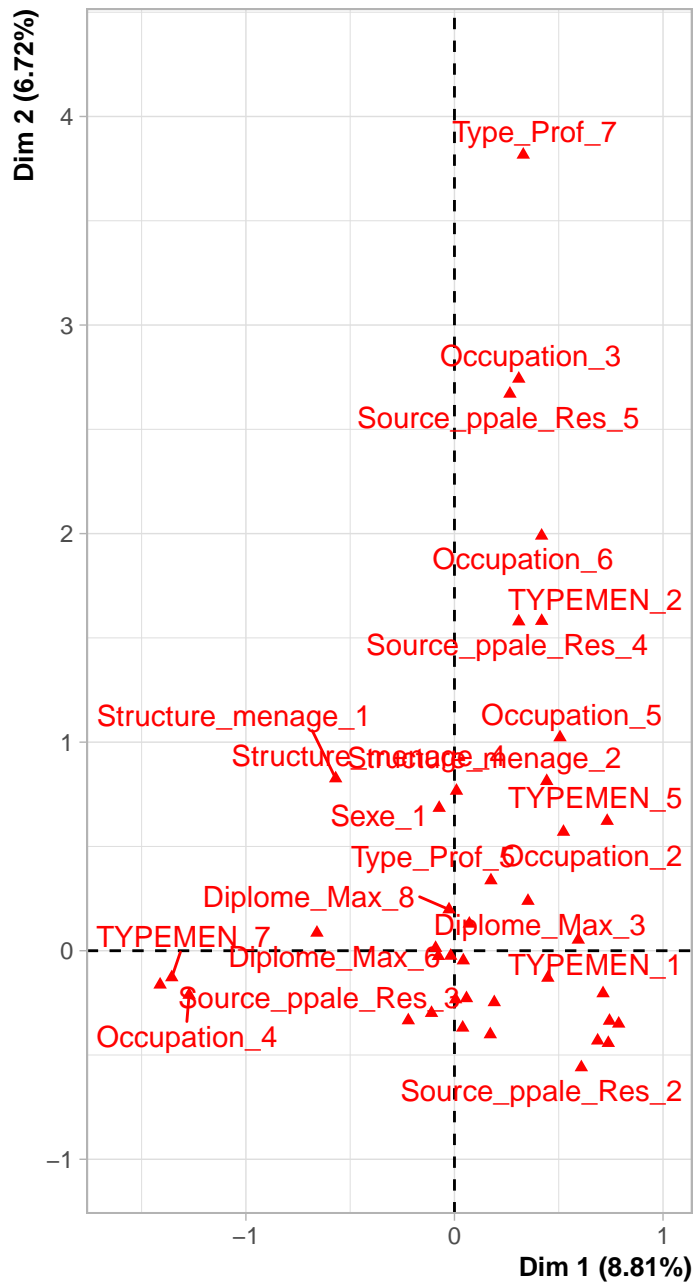 Dim 2 (6.72%)
4
3
2
1
0
−1
Type_Prof_7
Occupation_3
Source_ppale_Res_5
Occupation_6
TYPEMEN_2
Source_ppale_Res_4
Structure_menage_1
Occupation_5
Structure_menage_4
Structure_menage_2
TYPEMEN_5
Sexe_1
Type_Prof_5
Occupation_2
Diplome_Max_8
Diplome_Max_3
TYPEMEN_7
Diplome_Max_6
TYPEMEN_1
Source_ppale_Res_3
Occupation_4
Source_ppale_Res_2
−1
0
1
Dim 1 (8.81%)